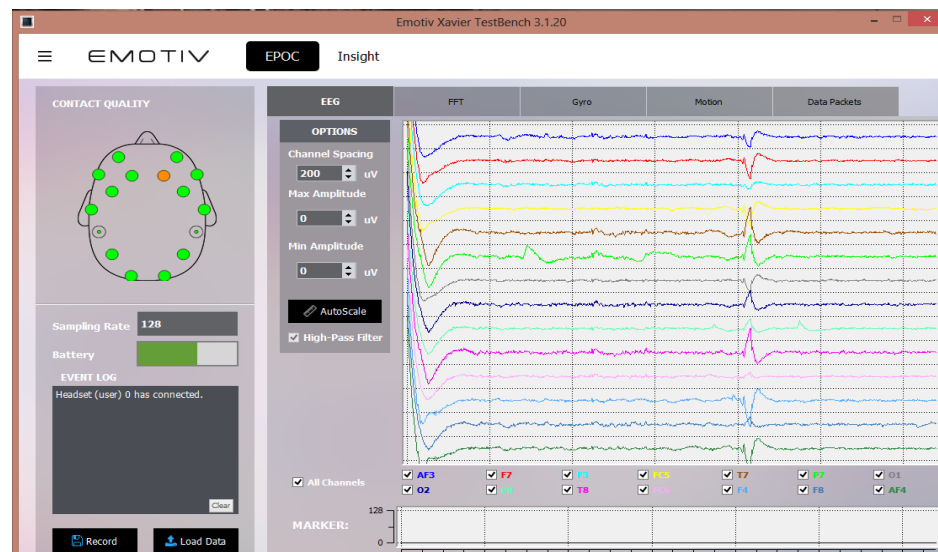 Emotiv Xavier TestBench 3.1.20
EMOTIV
EPOC Insight
CONTACT QUALITY
EEG FFT Gyro Motion Data Packets
OPTIONS
Channel Spacing
200 uV
Max Amplitude
0 uV
Min Amplitude
0 uV
AutoScale
High-Pass Filter
Sampling Rate 128
Battery
EVENT LOG
Headset (user) 0 has connected.
Clear
Record Load Data
All Channels
AF3 F7 F3 FC5 T7 P7 O1
O2 T8 FC6 F4 F8 AF4
MARKER:
128
0